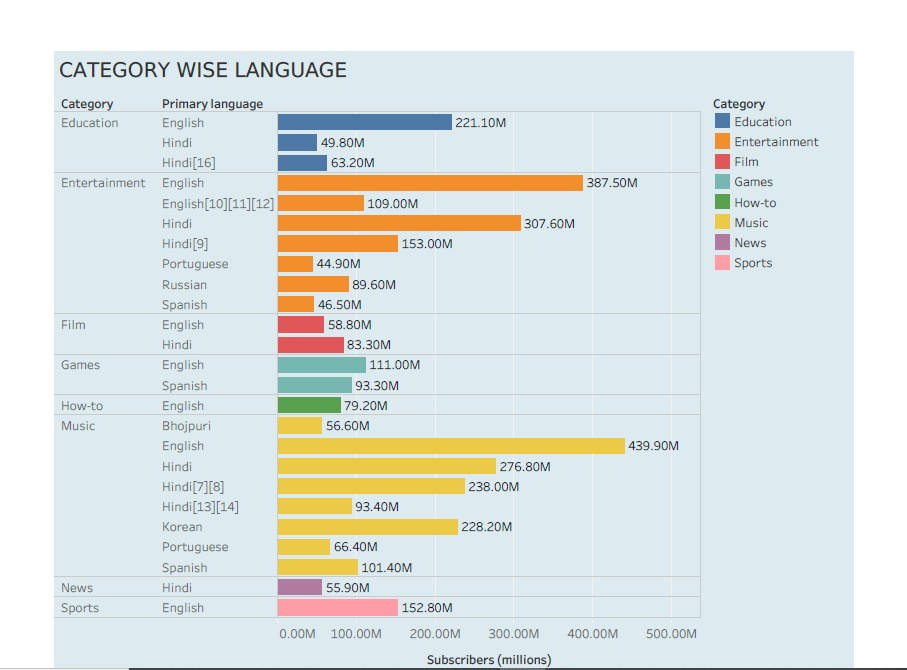 CATEGORY WISE LANGUAGE
Category Primary language Category
Education English 221.10M Education
Hindi 49.80M Entertainment
Hindi[16] 63.20M Film
Entertainment English 387.50M Games
English[10][11][12] 109.00M How-to
Hindi 307.60M Music
Hindi[9] 153.00M News
Portuguese 44.90M Sports
Russian 89.60M
Spanish 46.50M
Film English 58.80M
Hindi 83.30M
Games English 111.00M
Spanish 93.30M
How-to English 79.20M
Music Bhojpuri 56.60M
English 439.90M
Hindi 276.80M
Hindi[7][8] 238.00M
Hindi[13][14] 93.40M
Korean 228.20M
Portuguese 66.40M
Spanish 101.40M
News Hindi 55.90M
Sports English 152.80M
0.00M 100.00M 200.00M 300.00M 400.00M 500.00M
Subscribers (millions)